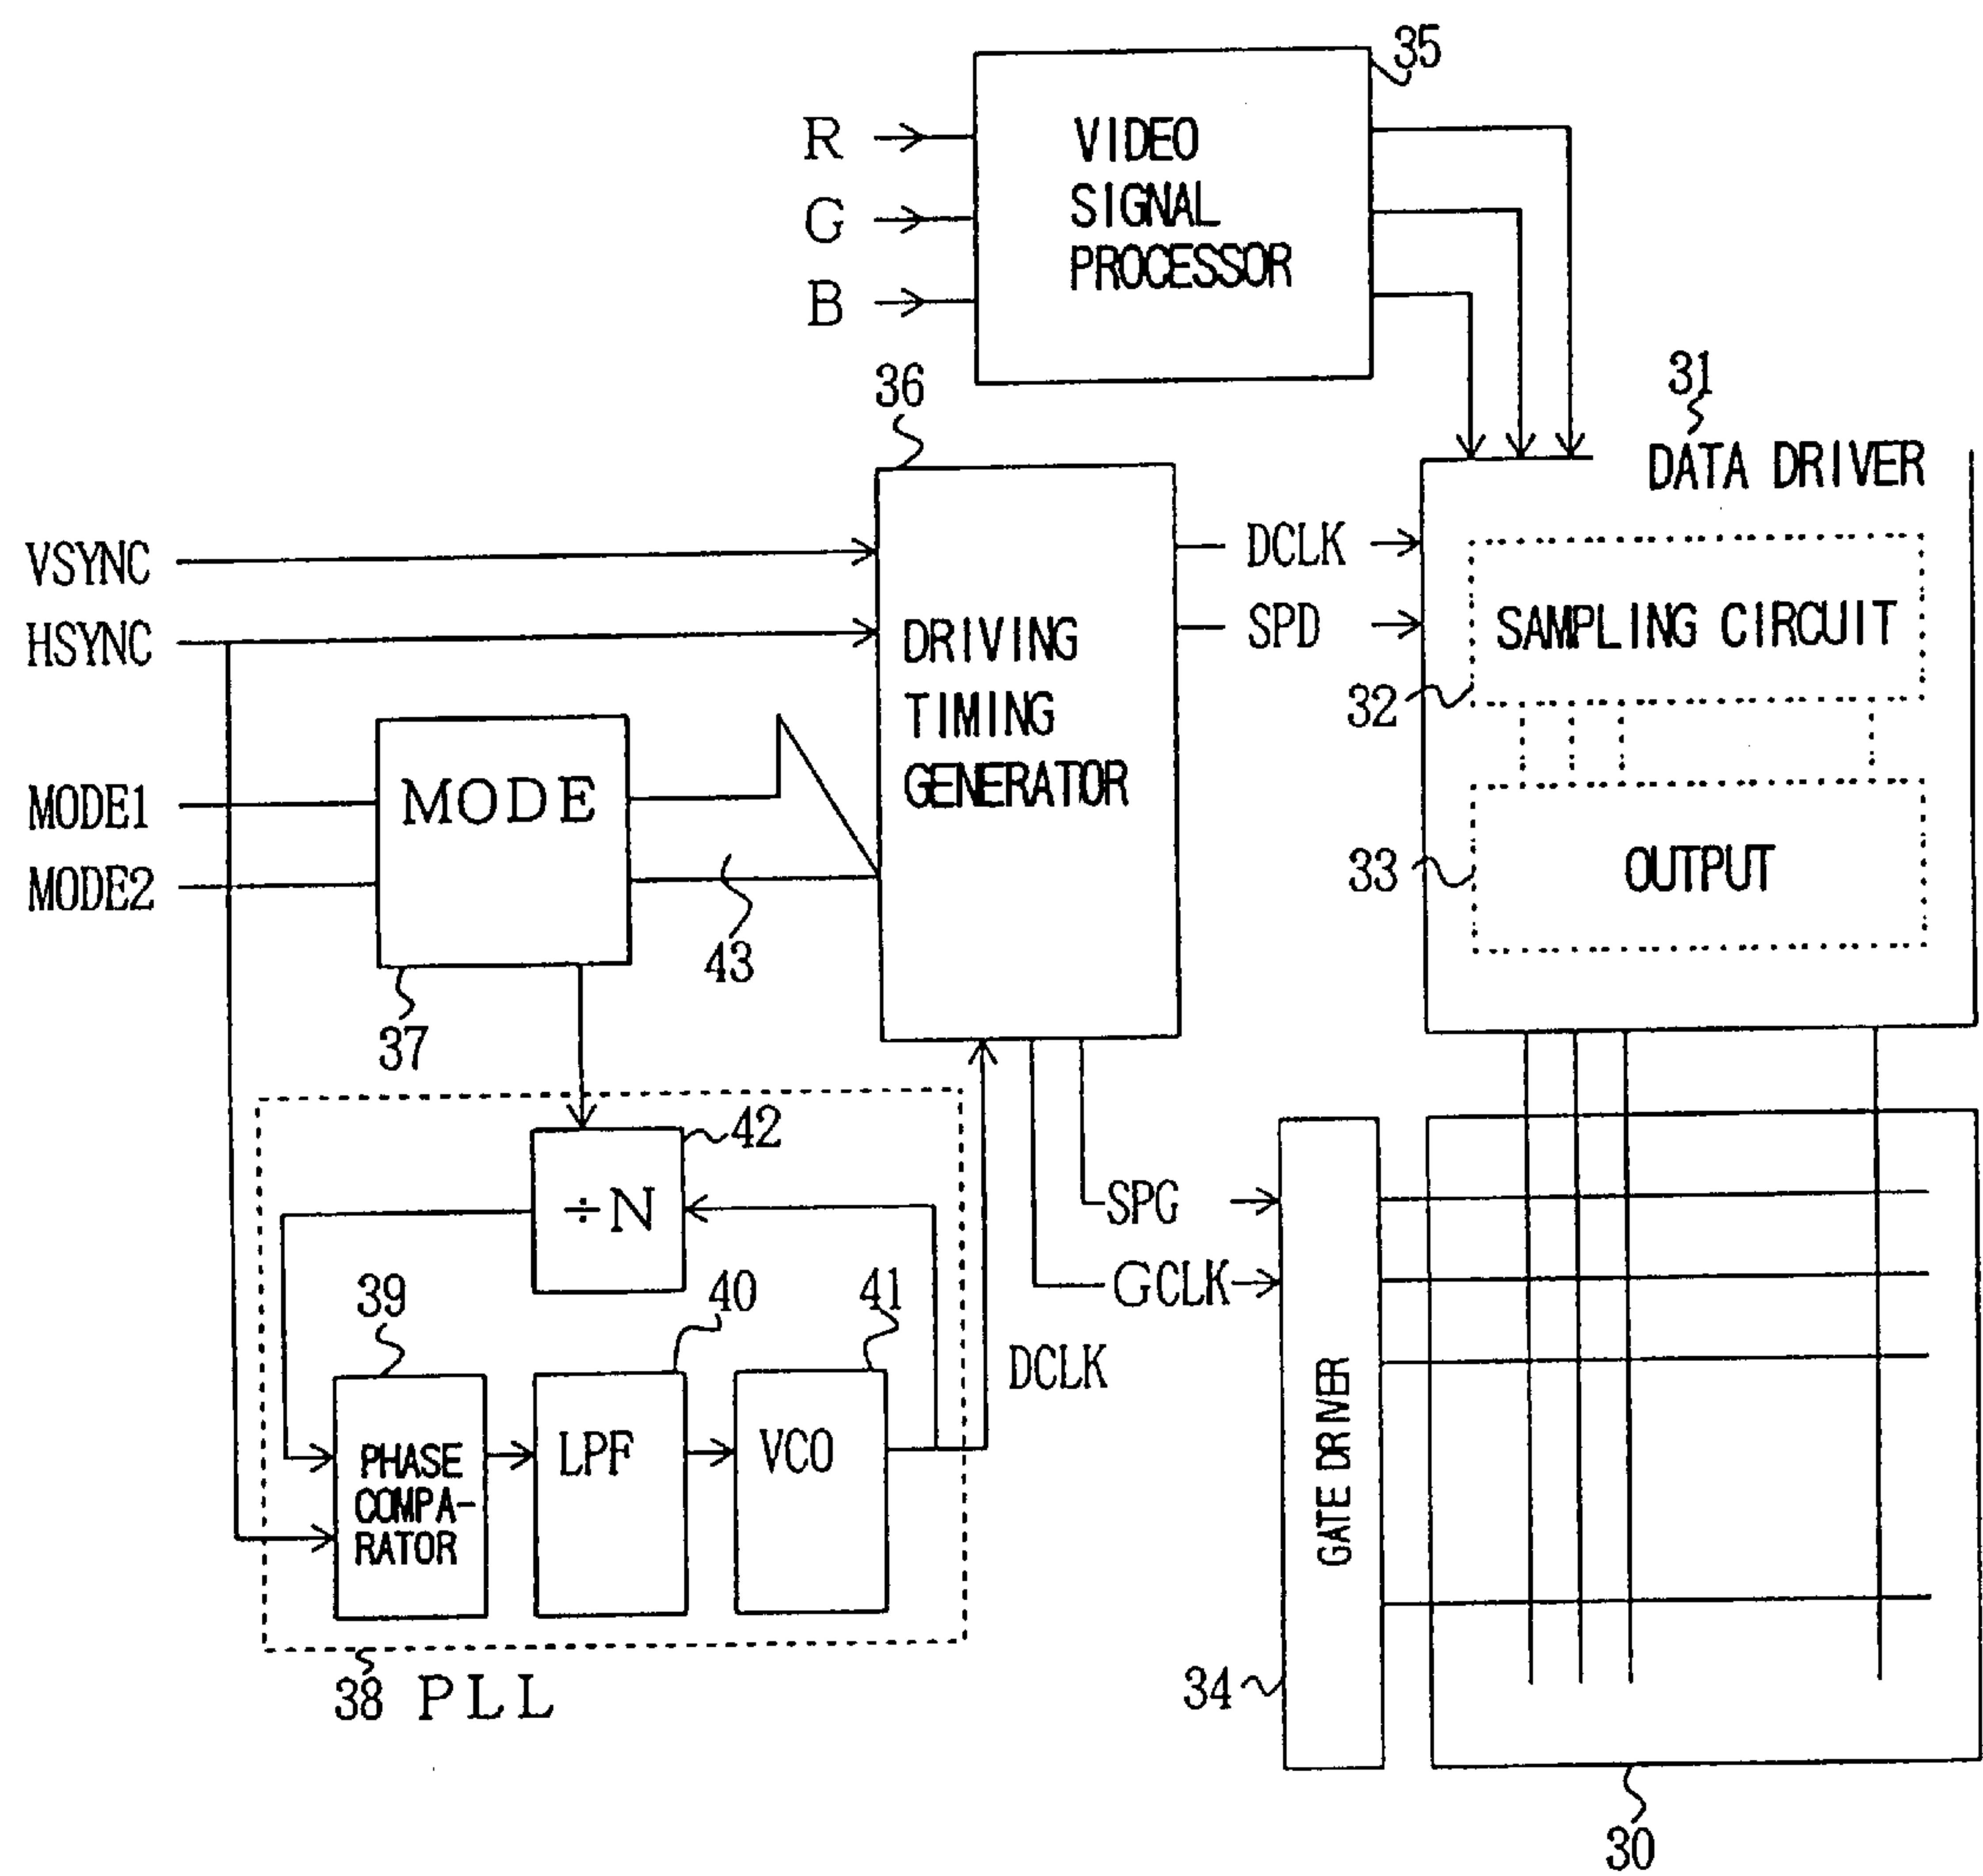 35
R
VIDEO
SIGNAL
PROCESSOR
G
B
36
31
DATA DRIVER
VSYNC
HSYNC
DRIVING
TIMING
GENERATOR
DCLK
SPD
SAMPLING CIRCUIT
32
MODE1
MODE2
MODE
43
37
33
OUTPUT
42
÷N
SPG
GCLK
39
40
41
DCLK
PHASE
COMPA-
RATOR
LPF
VCO
GATE DRIVER
34
38 PLL
30